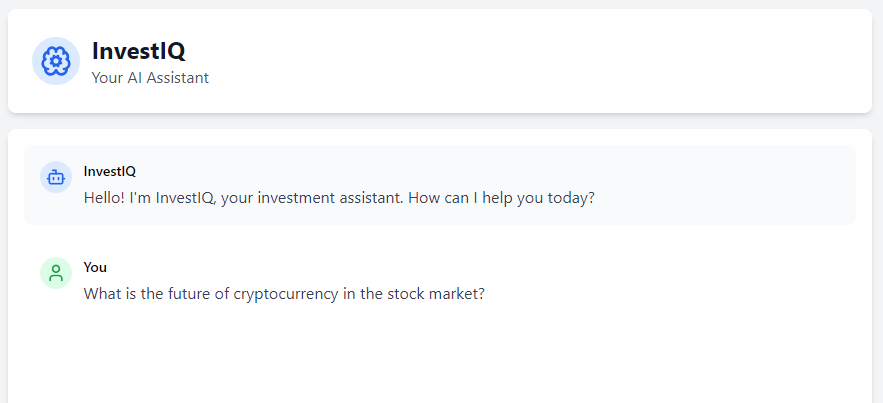 InvestIQ
Your AI Assistant
InvestIQ
Hello! I'm InvestIQ, your investment assistant. How can I help you today?
You
What is the future of cryptocurrency in the stock market?